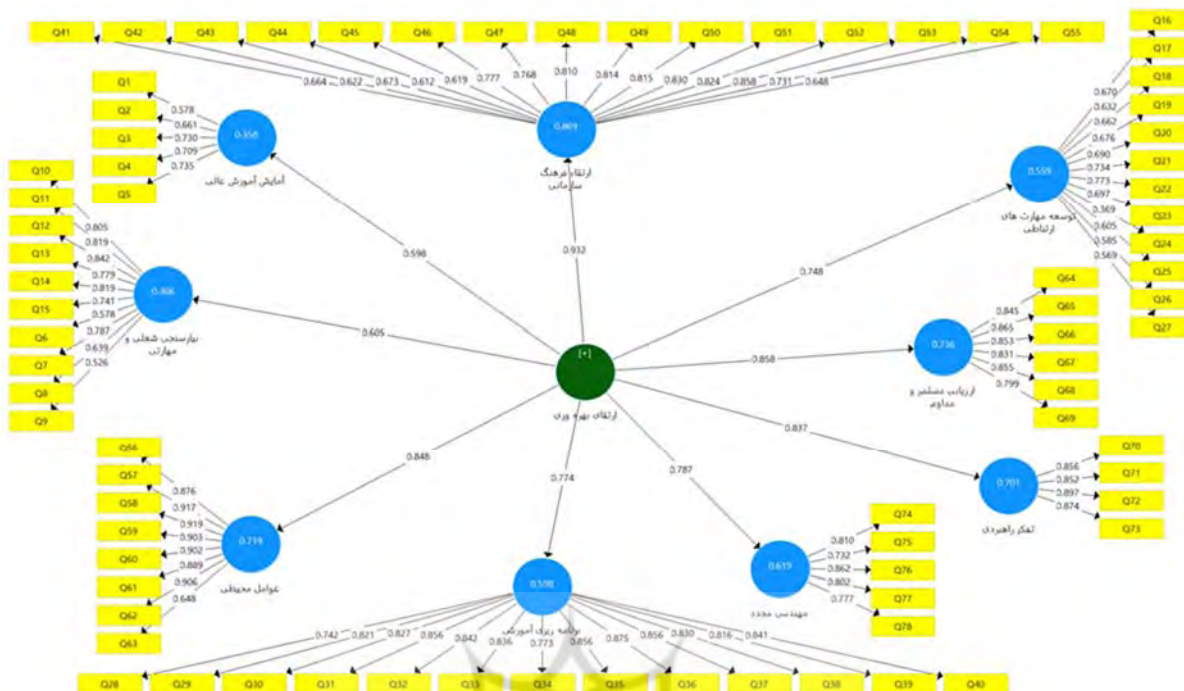 Q41 Q42 Q43 Q44 Q45 Q46 Q47 Q48 Q49 Q50 Q51 Q52 Q53 Q54 Q55
0.664 0.622 0.673 0.612 0.619 0.777 0.768 0.810 0.814 0.815 0.830 0.824 0.858 0.731 0.648
0.869
ارتقاء فرهنگ
سازمانی
0.932
Q1
Q2
Q3
Q4
Q5
0.578
0.661
0.730
0.709
0.735
0.358
آمایش آموزش عالی
0.598
Q10
Q11
Q12
Q13
Q14
Q15
Q6
Q7
Q8
Q9
0.805
0.819
0.842
0.779
0.819
0.741
0.578
0.787
0.639
0.526
نیازسنجی شغلی و
مهارتی
0.605
Q16
Q17
Q18
Q19
Q20
Q21
Q22
Q23
Q24
Q25
Q26
Q27
0.670
0.632
0.662
0.676
0.690
0.734
0.773
0.697
0.369
0.605
0.585
0.569
0.559
توسعه مهارت های
ارتباطی
0.748
Q64
Q65
Q66
Q67
Q68
Q69
0.845
0.865
0.853
0.831
0.855
0.799
0.736
ارزیابی مستمر و
مداوم
0.858
[+]
ارتقای بهره وری
0.837
Q70
Q71
Q72
Q73
0.856
0.852
0.897
0.874
0.701
تفکر راهبردی
0.848
Q56
Q57
Q58
Q59
Q60
Q61
Q62
Q63
0.876
0.917
0.919
0.903
0.902
0.889
0.906
0.648
0.719
عوامل محیطی
0.787
Q74
Q75
Q76
Q77
Q78
0.810
0.732
0.862
0.802
0.777
0.619
مهندسی مجدد
0.774
0.598
برنامه ریزی آموزشی
0.742 0.821 0.827 0.856 0.842 0.836 0.773 0.856 0.875 0.856 0.830 0.816 0.841
Q28 Q29 Q30 Q31 Q32 Q33 Q34 Q35 Q36 Q37 Q38 Q39 Q40